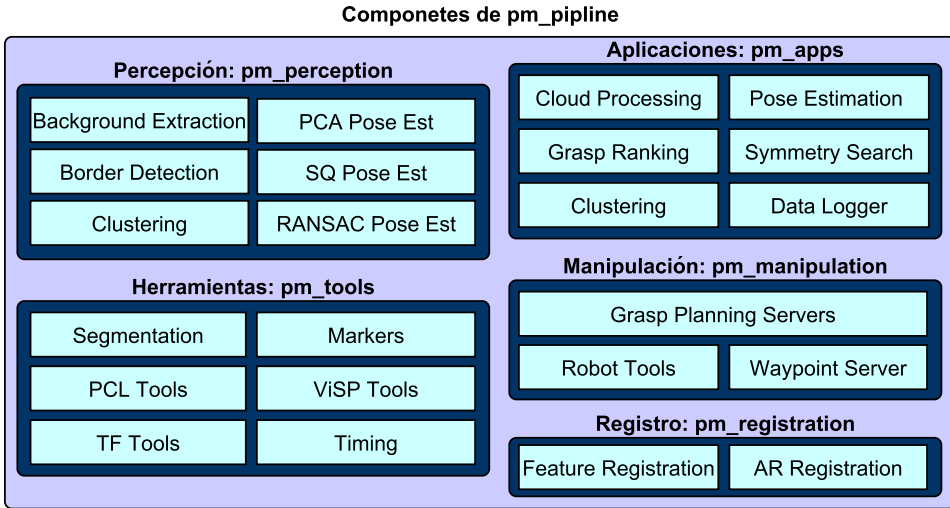 Componetes de pm_pipline
Percepción: pm_perception
Background Extraction
PCA Pose Est
Border Detection
SQ Pose Est
Clustering
RANSAC Pose Est
Herramientas: pm_tools
Segmentation
Markers
PCL Tools
ViSP Tools
TF Tools
Timing
Aplicaciones: pm_apps
Cloud Processing
Pose Estimation
Grasp Ranking
Symmetry Search
Clustering
Data Logger
Manipulación: pm_manipulation
Grasp Planning Servers
Robot Tools
Waypoint Server
Registro: pm_registration
Feature Registration
AR Registration